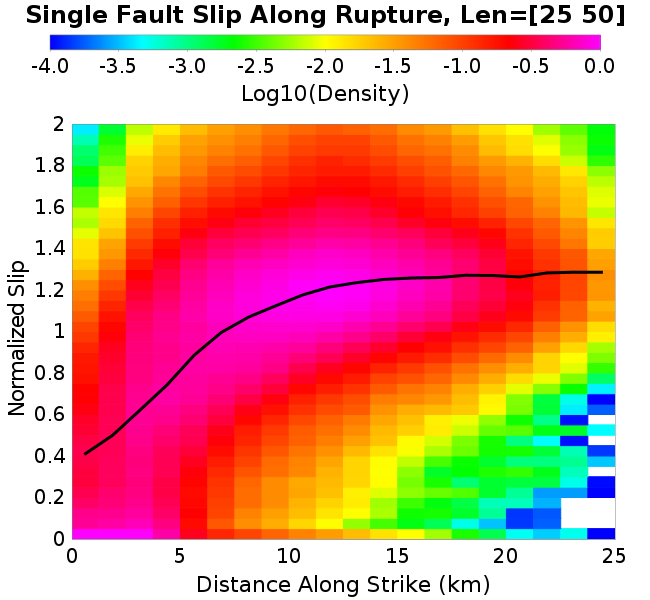 Single Fault Slip Along Rupture, Len=[25 50]
-4.0 -3.5 -3.0 -2.5 -2.0 -1.5 -1.0 -0.5 0.0
Log10(Density)
2
1.8
1.6
1.4
1.2
1
0.8
0.6
0.4
0.2
0
Normalized Slip
0 5 10 15 20 25
Distance Along Strike (km)